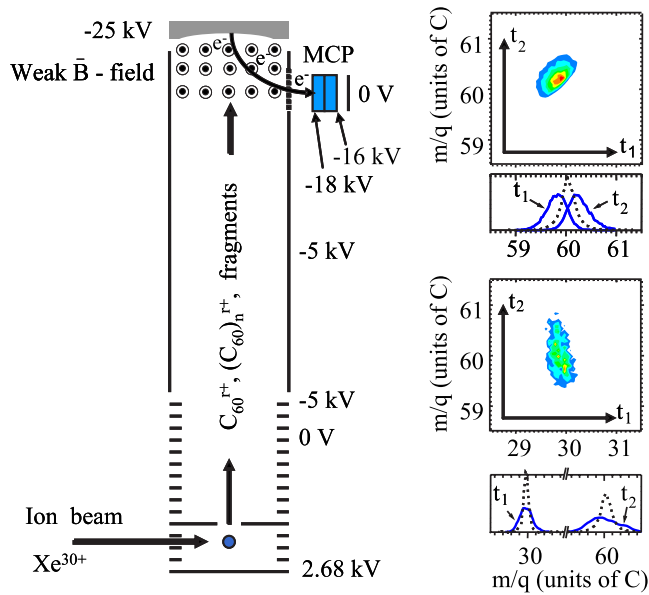 -25 kV
Weak B̄ - field
e⁻
e⁻
e⁻
MCP
0 V
-16 kV
-18 kV
-5 kV
C₆₀ʳ⁺, (C₆₀)ₙʳ⁺, fragments
-5 kV
0 V
Ion beam
Xe³⁰⁺
2.68 kV
m/q (units of C)
61
60
59
t₂
t₁
t₁
t₂
59 60 61
m/q (units of C)
61
60
59
t₂
t₁
29 30 31
t₁
t₂
30 60
m/q (units of C)